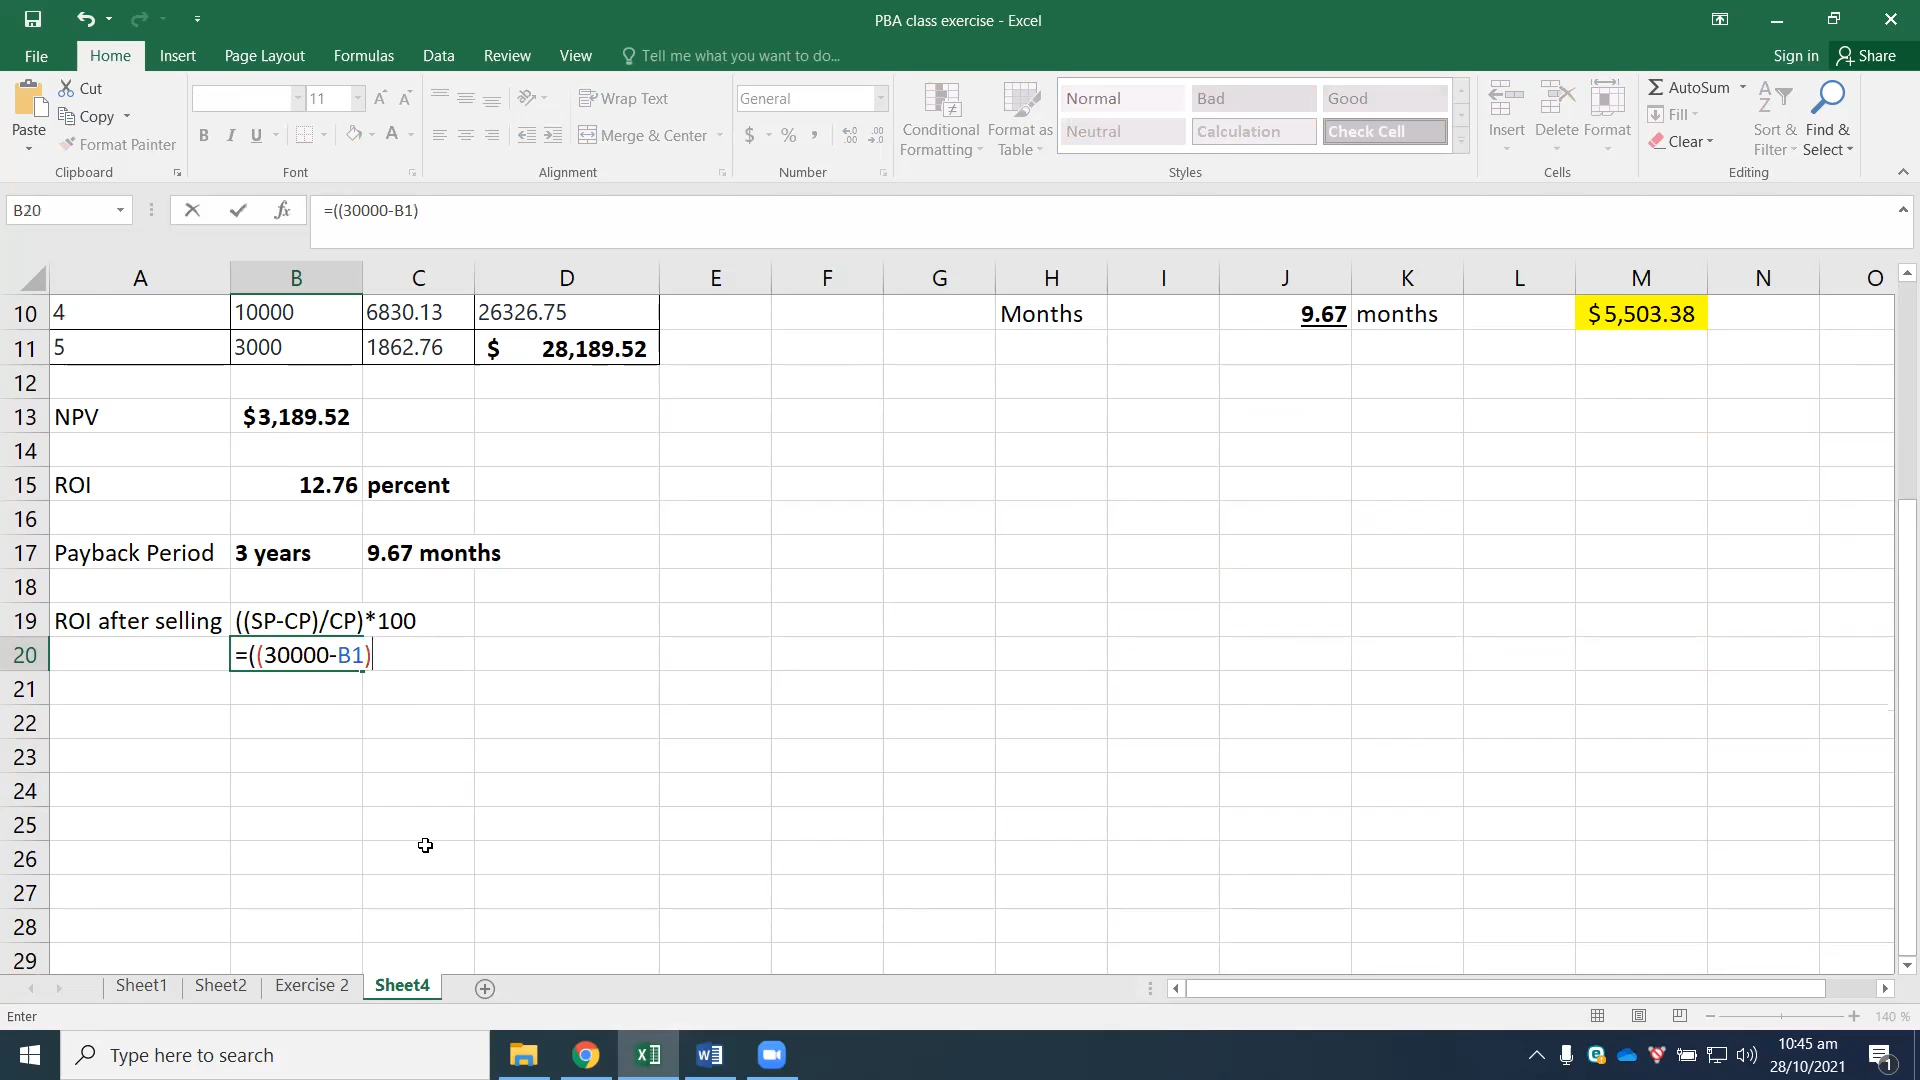 PBA class exercise - Excel
File Home Insert Page Layout Formulas Data Review View Tell me what you want to do... Sign in Share
Paste
Cut
Copy
Format Painter
Clipboard
11 A A
B I U A
Font
Wrap Text
Merge & Center
Alignment
General
$ % ,
Number
Conditional Formatting
Format as Table
Normal Bad Good
Neutral Calculation Check Cell
Styles
Insert Delete Format
Cells
AutoSum
Fill
Clear
Sort & Filter
Find & Select
Editing
B20 fx =((30000-B1)
A B C D E F G H I J K L M N O
10 4 10000 6830.13 26326.75 Months 9.67 months $5,503.38
11 5 3000 1862.76 $ 28,189.52
12
13 NPV $3,189.52
14
15 ROI 12.76 percent
16
17 Payback Period 3 years 9.67 months
18
19 ROI after selling ((SP-CP)/CP)*100
20 =((30000-B1)
21
22
23
24
25
26
27
28
29
Sheet1 Sheet2 Exercise 2 Sheet4
Enter 140 %
Type here to search
10:45 am
28/10/2021
1